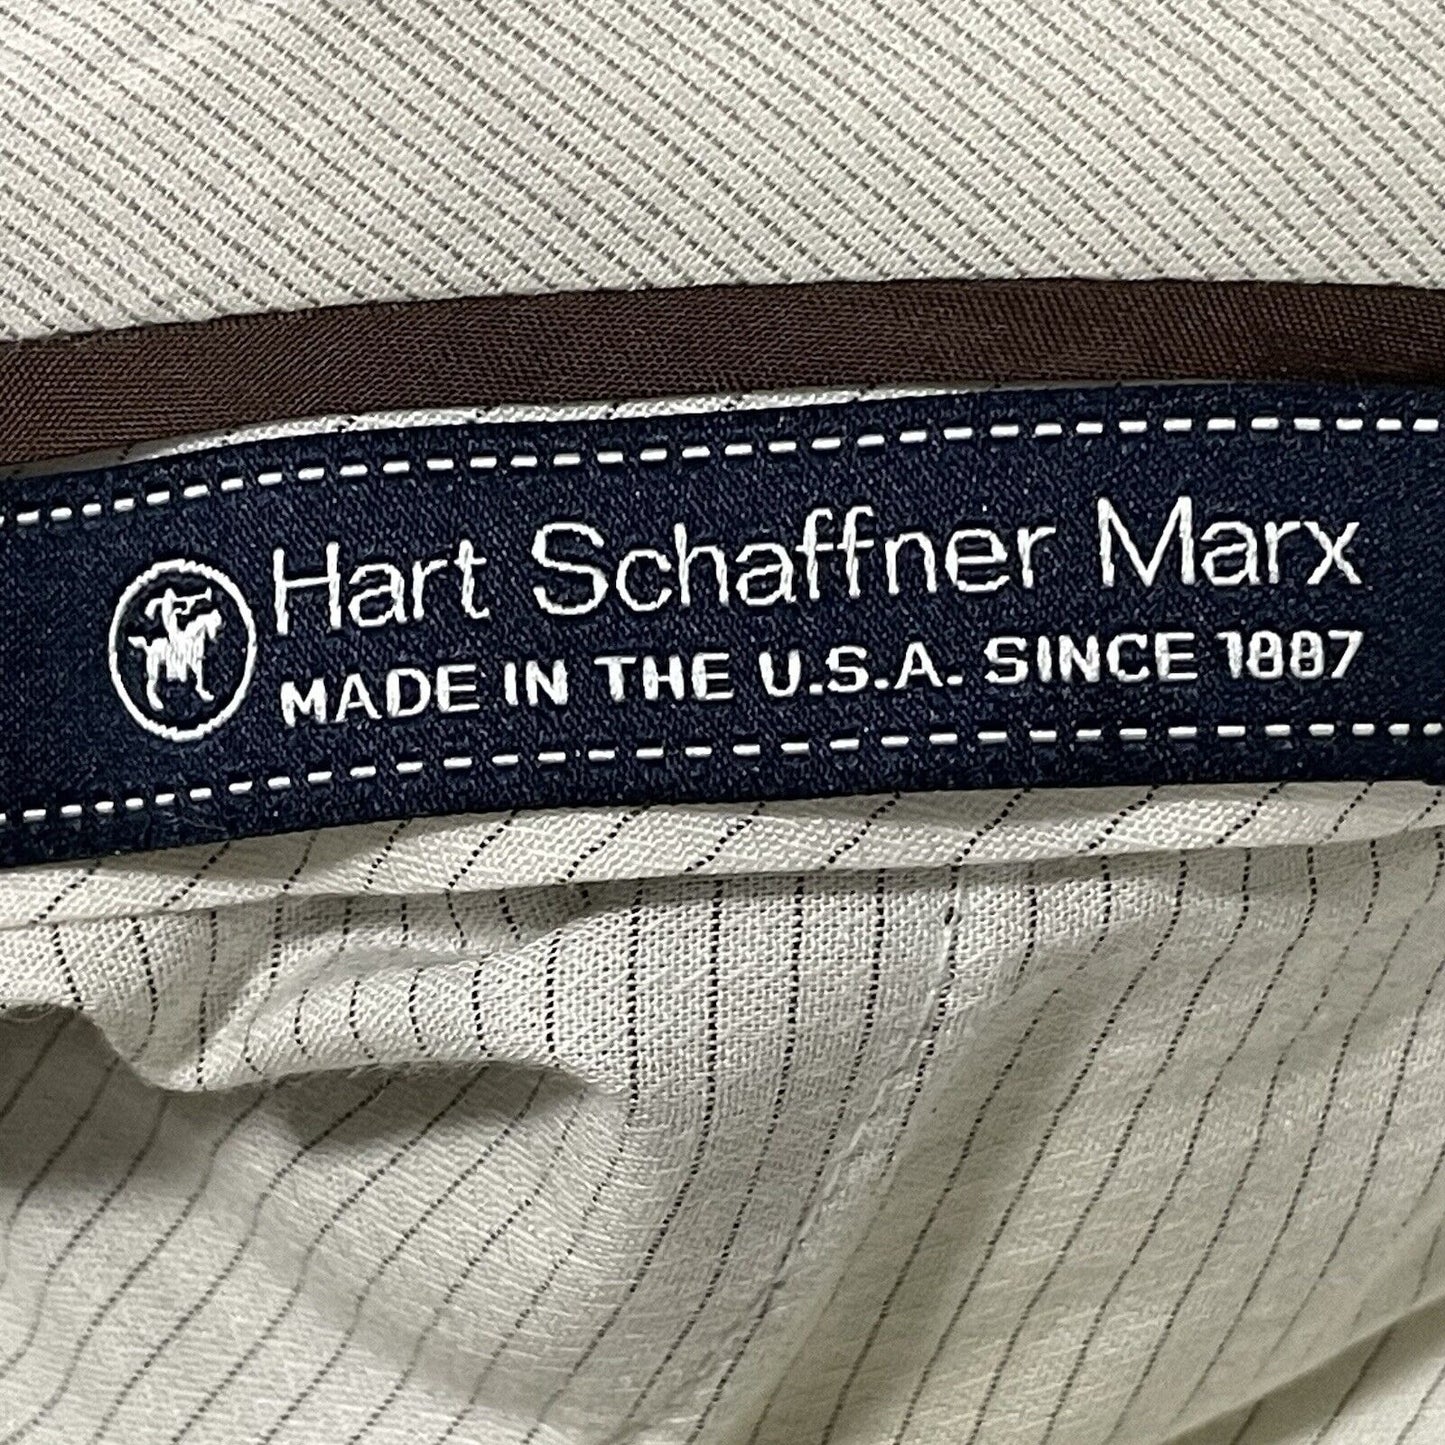 Hart Schaffner Marx
MADE IN THE U.S.A. SINCE 1887